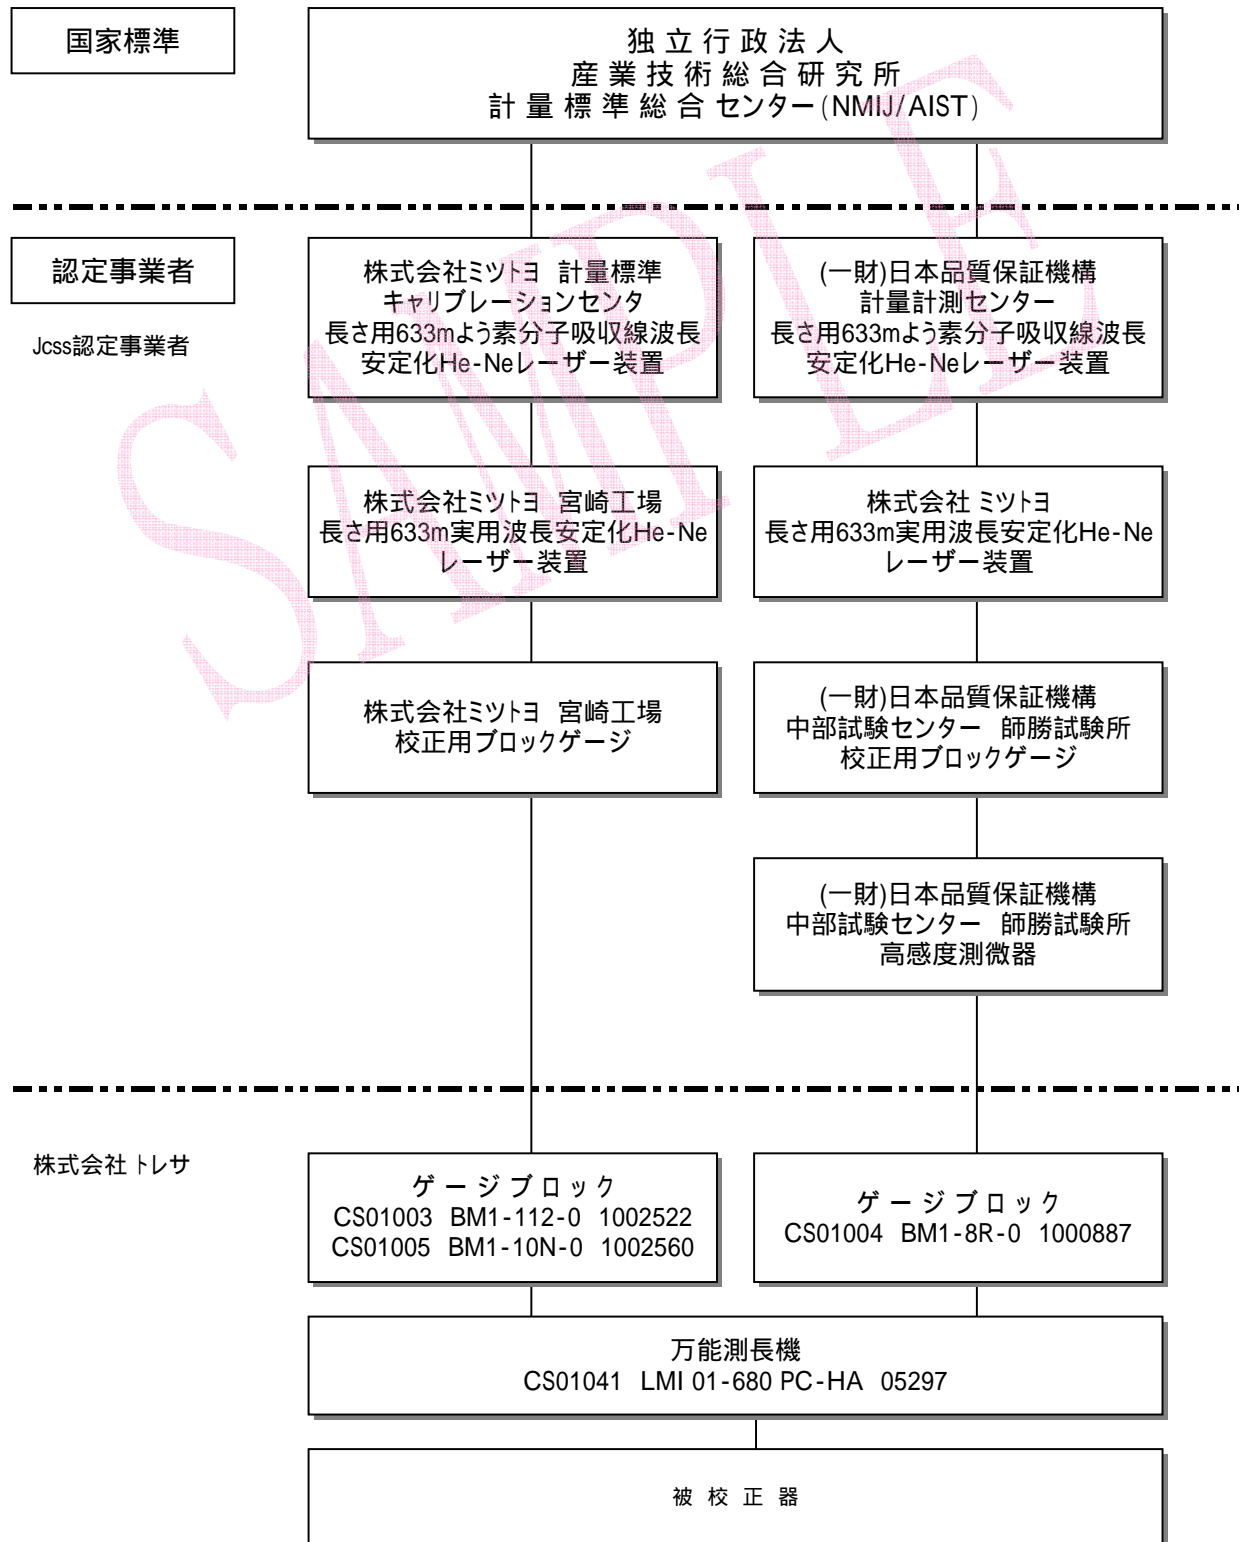 国家標準
独立行政法人
産業技術総合研究所
計量標準総合センター(NMIJ/AIST)
認定事業者
Jcss認定事業者
株式会社ミツトヨ 計量標準
キャリブレーションセンタ
長さ用633mよう素分子吸収線波長
安定化He-Neレーザー装置
(一財)日本品質保証機構
計量計測センター
長さ用633mよう素分子吸収線波長
安定化He-Neレーザー装置
株式会社ミツトヨ 宮崎工場
長さ用633m実用波長安定化He-Ne
レーザー装置
株式会社 ミツトヨ
長さ用633m実用波長安定化He-Ne
レーザー装置
株式会社ミツトヨ 宮崎工場
校正用ブロックゲージ
(一財)日本品質保証機構
中部試験センター 師勝試験所
校正用ブロックゲージ
(一財)日本品質保証機構
中部試験センター 師勝試験所
高感度測微器
株式会社トレサ
ゲージブロック
CS01003 BM1-112-0 1002522
CS01005 BM1-10N-0 1002560
ゲージブロック
CS01004 BM1-8R-0 1000887
万能測長機
CS01041 LMI 01-680 PC-HA 05297
被校正器
SAMPLE